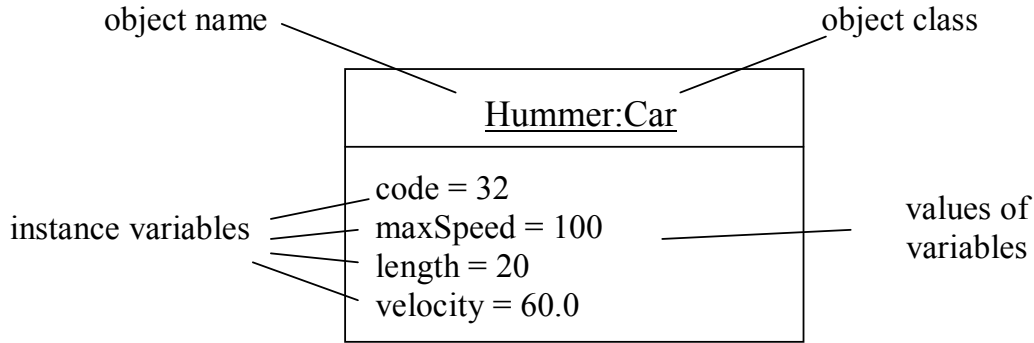 object name
object class
Hummer:Car
code = 32
maxSpeed = 100
length = 20
velocity = 60.0
instance variables
values of
variables